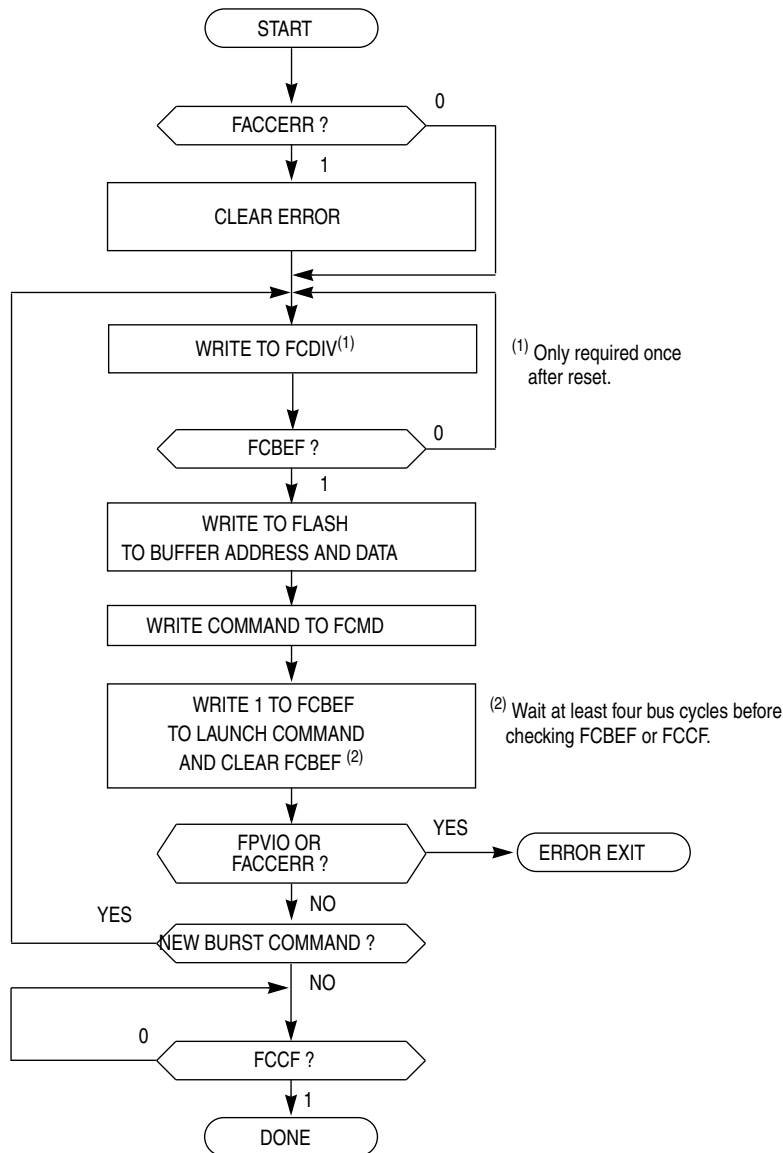 START
FACCERR ?
0
1
CLEAR ERROR
WRITE TO FCDIV(1)
(1) Only required once
after reset.
FCBEF ?
0
1
WRITE TO FLASH
TO BUFFER ADDRESS AND DATA
WRITE COMMAND TO FCMD
WRITE 1 TO FCBEF
TO LAUNCH COMMAND
AND CLEAR FCBEF (2)
(2) Wait at least four bus cycles before
checking FCBEF or FCCF.
FPVIO OR
FACCERR ?
YES
ERROR EXIT
NO
YES
NEW BURST COMMAND ?
NO
0
FCCF ?
1
DONE